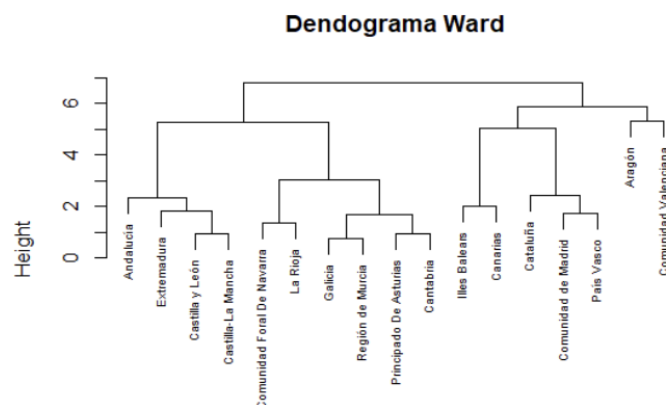 Dendograma Ward
Height
0
2
4
6
Andalucía
Extremadura
Castilla y León
Castilla-La Mancha
Comunidad Foral De Navarra
La Rioja
Galicia
Región de Murcia
Principado De Asturias
Cantabria
Illes Balears
Canarias
Cataluña
Comunidad de Madrid
País Vasco
Aragón
Comunidad Valenciana